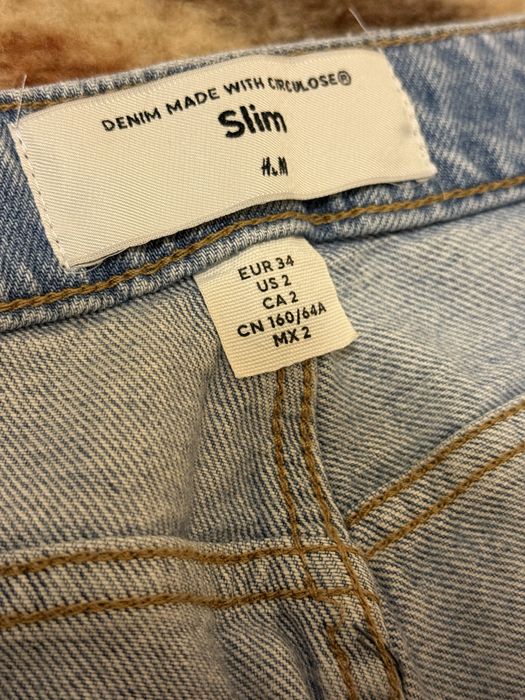 DENIM MADE WITH CIRCULOSE®
Slim
H&M
EUR 34
US 2
CA 2
CN 160/64A
MX 2